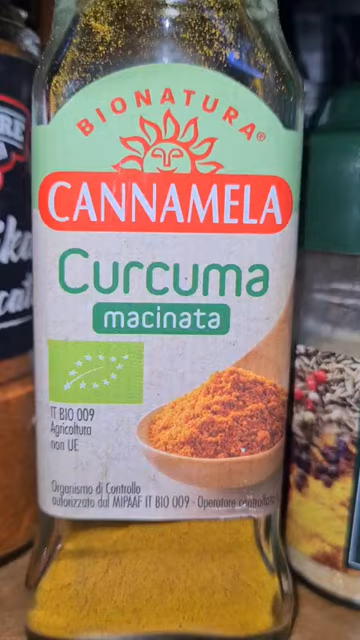 BIONATURA®
CANNAMELA
Curcuma
macinata
IT BIO 009
Agricoltura
non UE
Organismo di Controllo
autorizzato dal MIPAAF IT BIO 009 - Operatore controllato